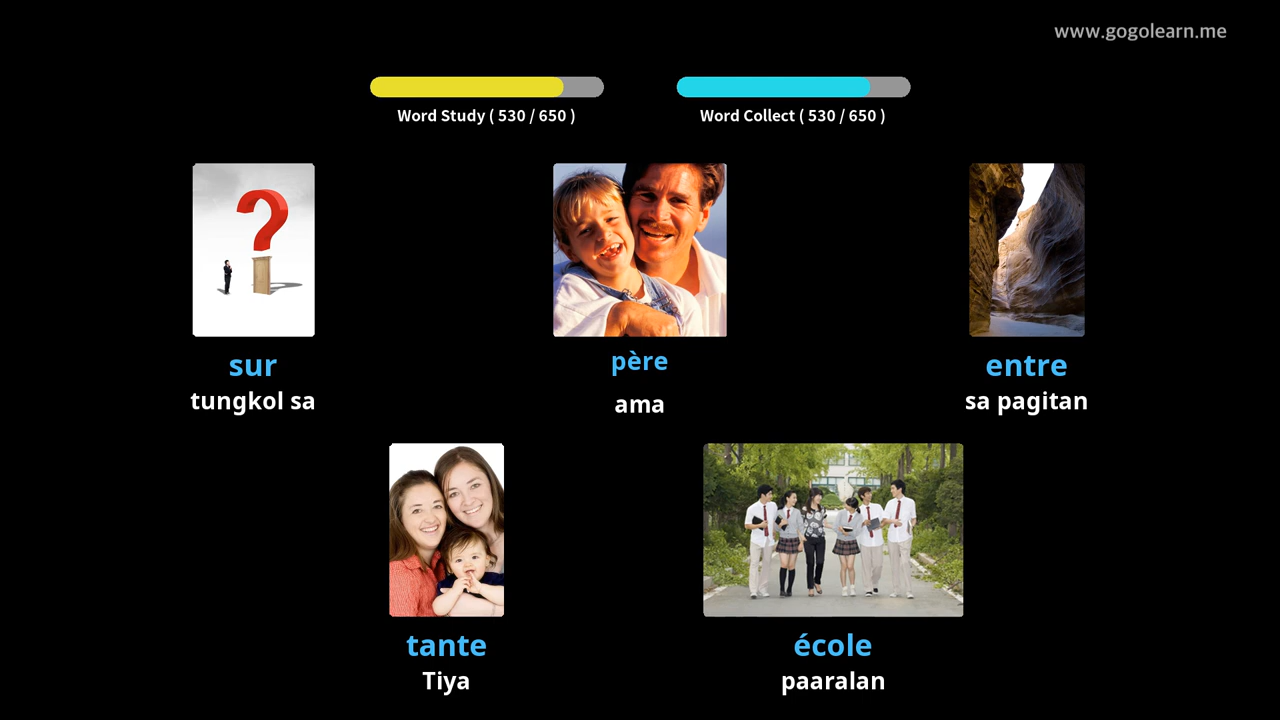 www.gogolearn.me
Word Study ( 530 / 650 )
Word Collect ( 530 / 650 )
sur
tungkol sa
père
ama
entre
sa pagitan
tante
Tiya
école
paaralan